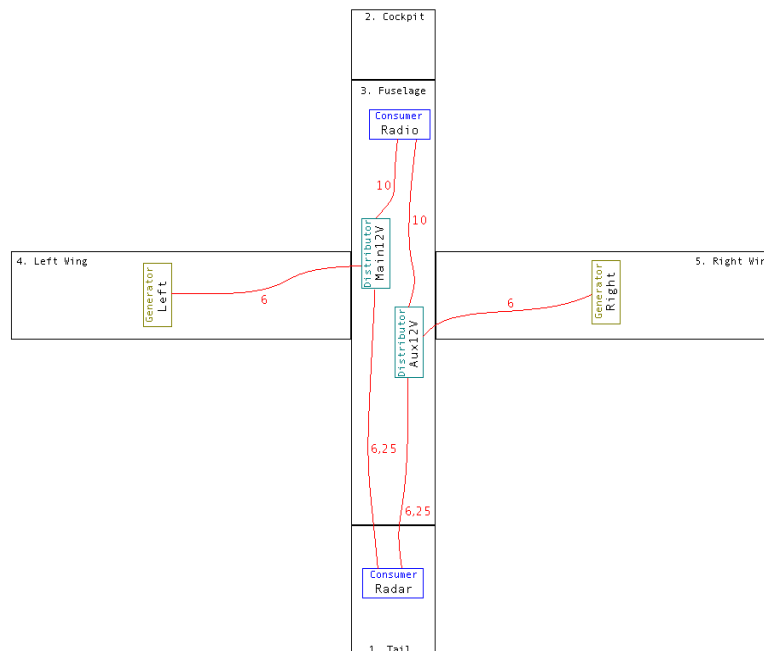 2. Cockpit
3. Fuselage
Consumer
Radio
10
10
Distributor
Main12V
4. Left Wing
5. Right Win
Generator
Left
6
Generator
Right
6
Distributor
Aux12V
6,25
6,25
Consumer
Radar
1. Tail